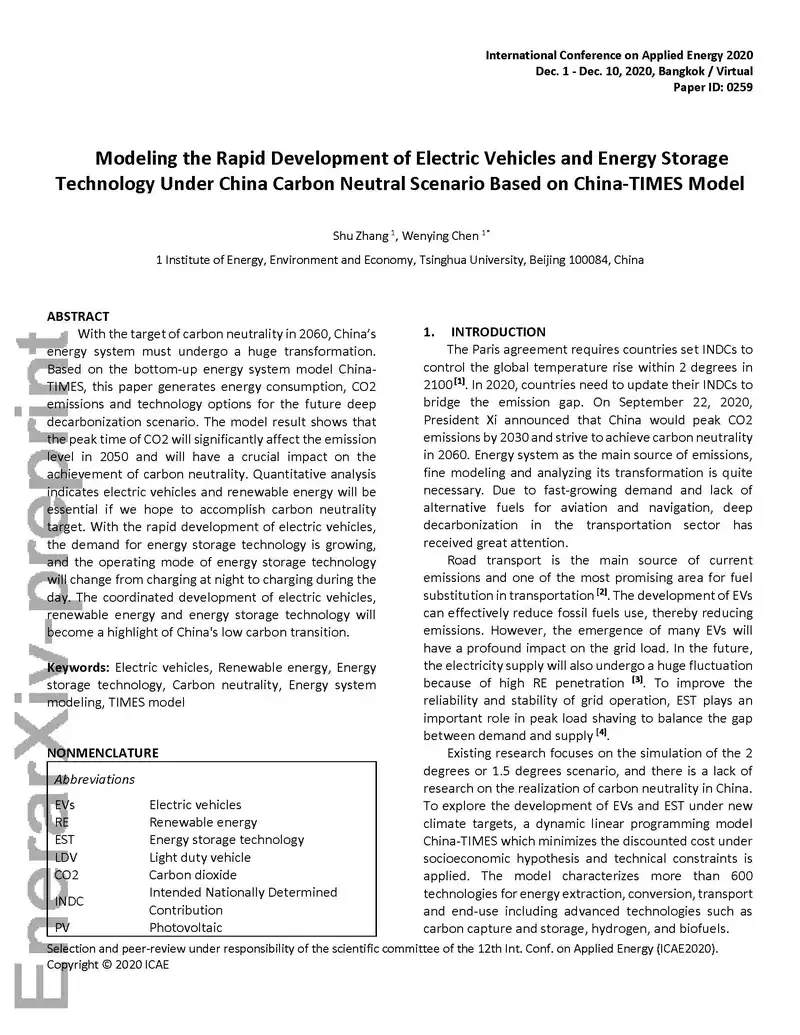 International Conference on Applied Energy 2020
Dec. 1 - Dec. 10, 2020, Bangkok / Virtual
Paper ID: 0259
Modeling the Rapid Development of Electric Vehicles and Energy Storage
Technology Under China Carbon Neutral Scenario Based on China-TIMES Model
Shu Zhang 1, Wenying Chen 1*
1 Institute of Energy, Environment and Economy, Tsinghua University, Beijing 100084, China
ABSTRACT
With the target of carbon neutrality in 2060, China's
energy system must undergo a huge transformation.
Based on the bottom-up energy system model China-
TIMES, this paper generates energy consumption, CO2
emissions and technology options for the future deep
decarbonization scenario. The model result shows that
the peak time of CO2 will significantly affect the emission
level in 2050 and will have a crucial impact on the
achievement of carbon neutrality. Quantitative analysis
indicates electric vehicles and renewable energy will be
essential if we hope to accomplish carbon neutrality
target. With the rapid development of electric vehicles,
the demand for energy storage technology is growing,
and the operating mode of energy storage technology
will change from charging at night to charging during the
day. The coordinated development of electric vehicles,
renewable energy and energy storage technology will
become a highlight of China's low carbon transition.
Keywords: Electric vehicles, Renewable energy, Energy
storage technology, Carbon neutrality, Energy system
modeling, TIMES model
NONMENCLATURE
Abbreviations
EVs Electric vehicles
RE Renewable energy
EST Energy storage technology
LDV Light duty vehicle
CO2 Carbon dioxide
INDC Intended Nationally Determined
Contribution
PV Photovoltaic
1. INTRODUCTION
The Paris agreement requires countries set INDCs to
control the global temperature rise within 2 degrees in
2100[1]. In 2020, countries need to update their INDCs to
bridge the emission gap. On September 22, 2020,
President Xi announced that China would peak CO2
emissions by 2030 and strive to achieve carbon neutrality
in 2060. Energy system as the main source of emissions,
fine modeling and analyzing its transformation is quite
necessary. Due to fast-growing demand and lack of
alternative fuels for aviation and navigation, deep
decarbonization in the transportation sector has
received great attention.
Road transport is the main source of current
emissions and one of the most promising area for fuel
substitution in transportation [2]. The development of EVs
can effectively reduce fossil fuels use, thereby reducing
emissions. However, the emergence of many EVs will
have a profound impact on the grid load. In the future,
the electricity supply will also undergo a huge fluctuation
because of high RE penetration [3]. To improve the
reliability and stability of grid operation, EST plays an
important role in peak load shaving to balance the gap
between demand and supply [4].
Existing research focuses on the simulation of the 2
degrees or 1.5 degrees scenario, and there is a lack of
research on the realization of carbon neutrality in China.
To explore the development of EVs and EST under new
climate targets, a dynamic linear programming model
China-TIMES which minimizes the discounted cost under
socioeconomic hypothesis and technical constraints is
applied. The model characterizes more than 600
technologies for energy extraction, conversion, transport
and end-use including advanced technologies such as
carbon capture and storage, hydrogen, and biofuels.
Selection and peer-review under responsibility of the scientific committee of the 12th Int. Conf. on Applied Energy (ICAE2020).
Copyright © 2020 ICAE
EnerarXiv-preprint